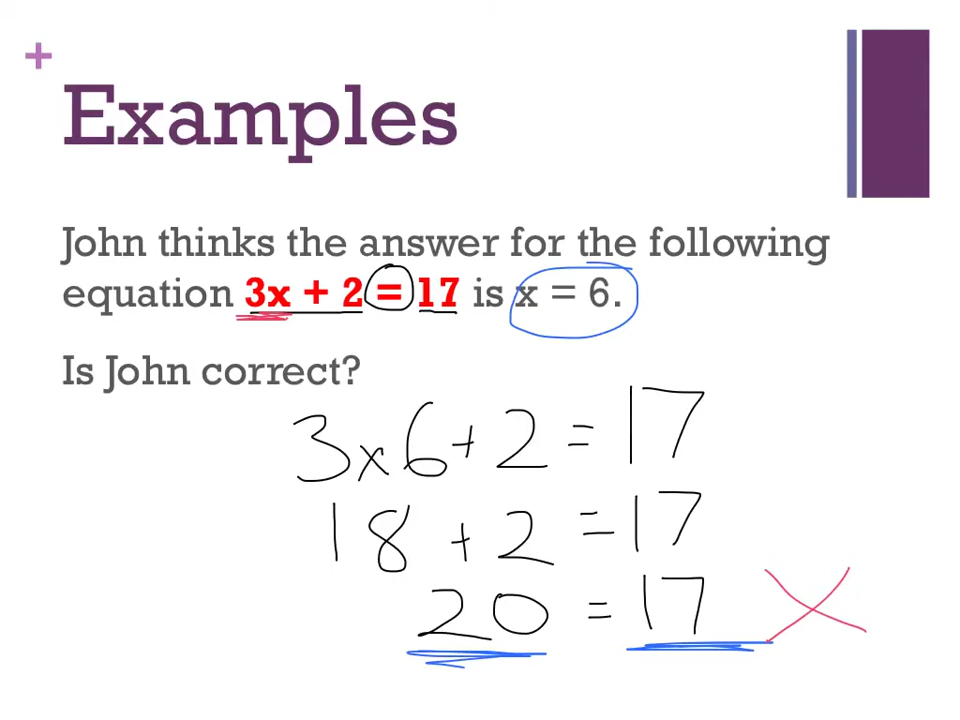 +
Examples
John thinks the answer for the following
equation 3x + 2 = 17 is x = 6.
Is John correct?
3x6+2=17
18+2=17
20=17 X